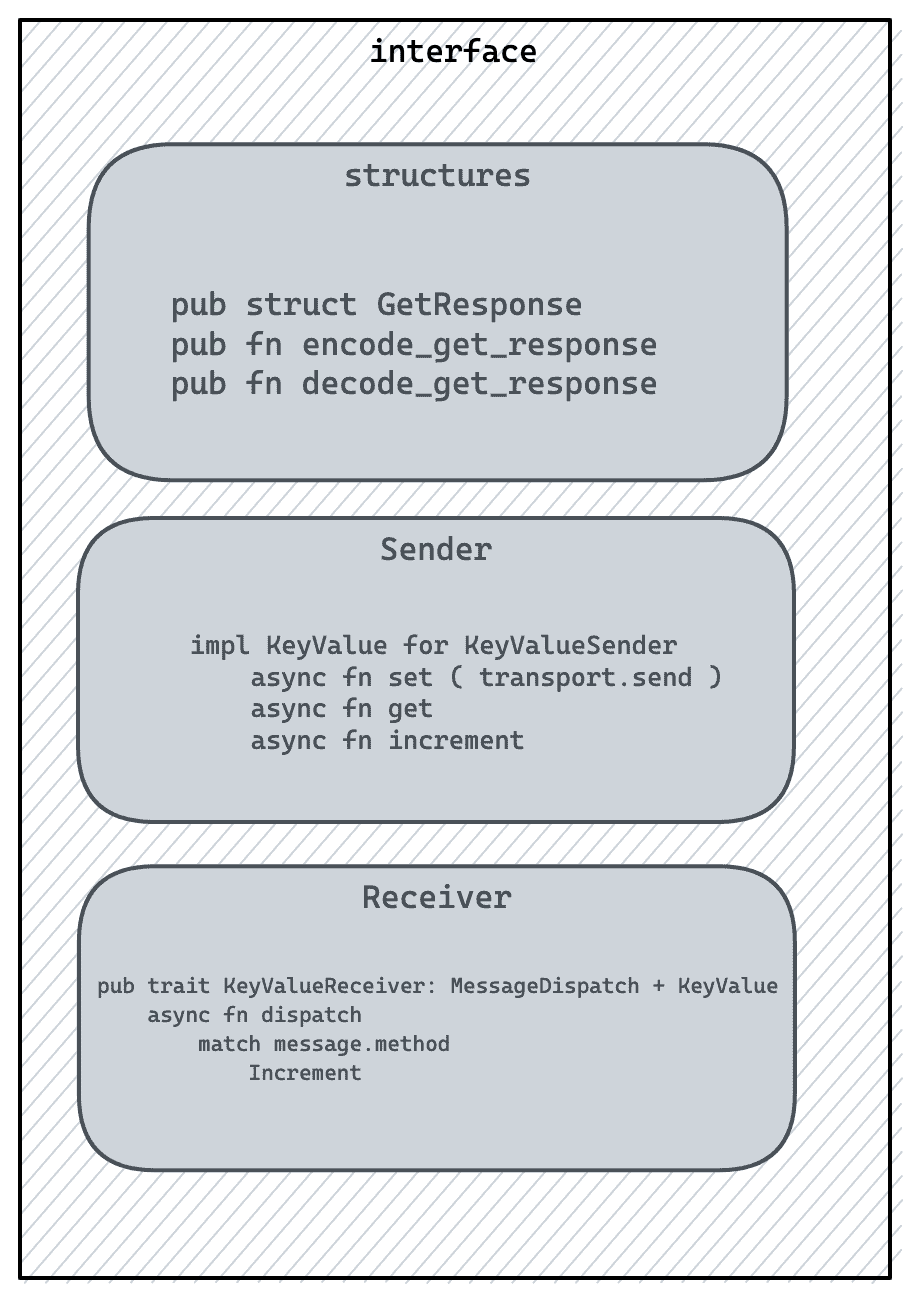 interface
structures
pub struct GetResponse
pub fn encode_get_response
pub fn decode_get_response
Sender
impl KeyValue for KeyValueSender
    async fn set ( transport.send )
    async fn get
    async fn increment
Receiver
pub trait KeyValueReceiver: MessageDispatch + KeyValue
    async fn dispatch
        match message.method
            Increment